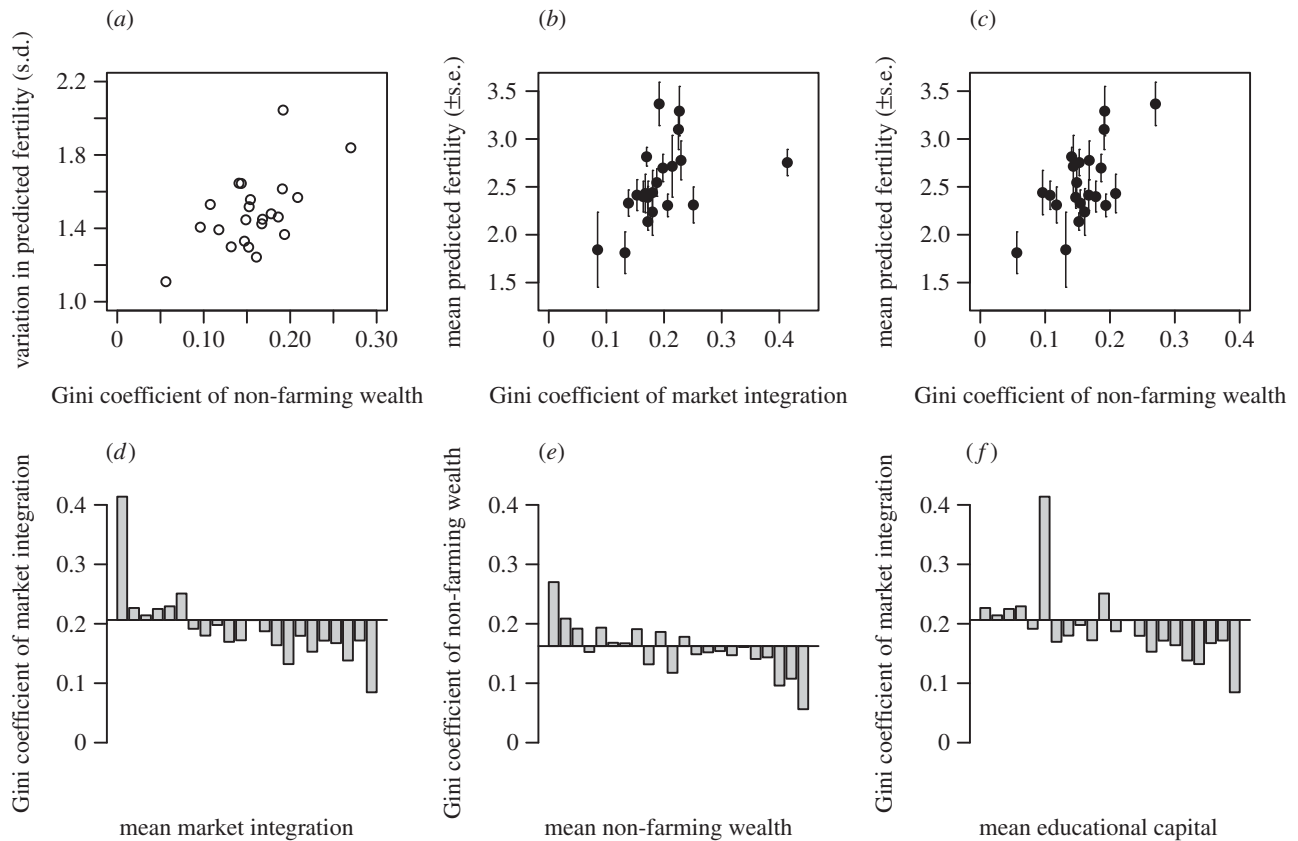 (a)
variation in predicted fertility (s.d.)
2.2
1.8
1.4
1.0
0 0.10 0.20 0.30
Gini coefficient of non-farming wealth
(b)
mean predicted fertility (±s.e.)
3.5
3.0
2.5
2.0
1.5
0 0.1 0.2 0.3 0.4
Gini coefficient of market integration
(c)
mean predicted fertility (±s.e.)
3.5
3.0
2.5
2.0
1.5
0 0.1 0.2 0.3 0.4
Gini coefficient of non-farming wealth
(d)
Gini coefficient of market integration
0.4
0.3
0.2
0.1
0
mean market integration
(e)
Gini coefficient of non-farming wealth
0.4
0.3
0.2
0.1
0
mean non-farming wealth
(f)
Gini coefficient of market integration
0.4
0.3
0.2
0.1
0
mean educational capital